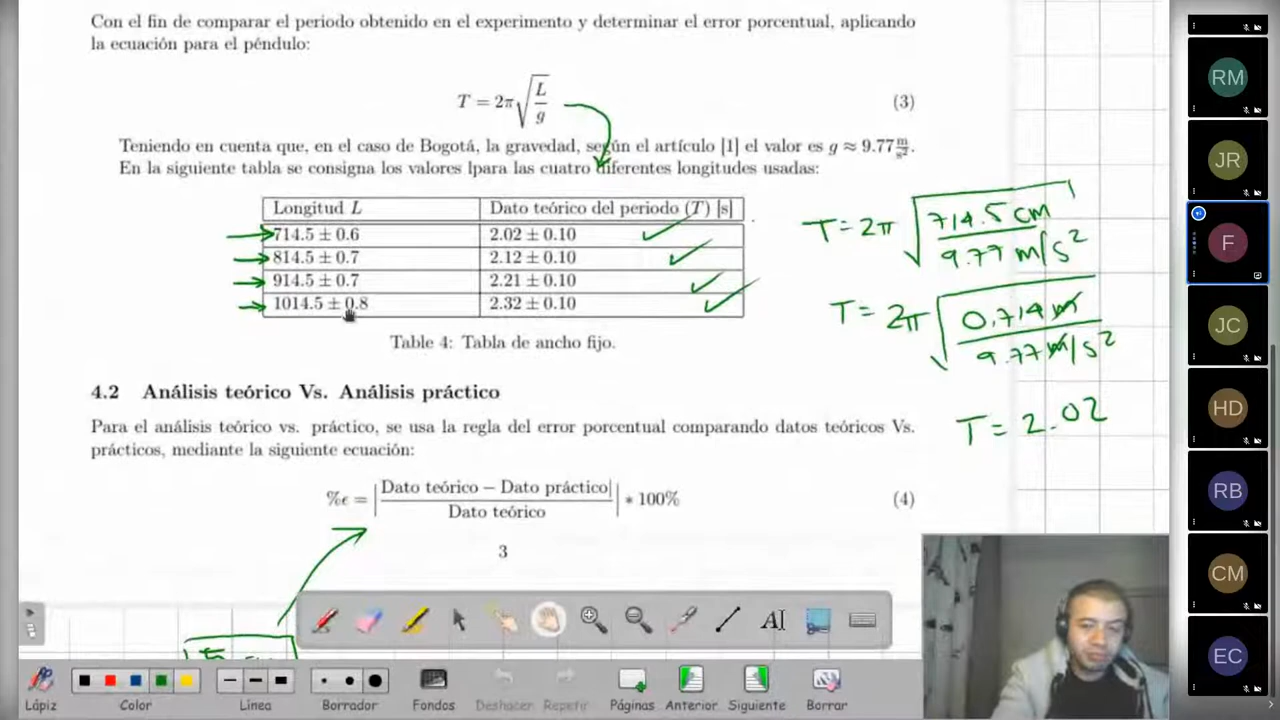 Con el fin de comparar el periodo obtenido en el experimento y determinar el error porcentual, aplicando
la ecuación para el péndulo:
T = 2π√(L/g) (3)
Teniendo en cuenta que, en el caso de Bogotá, la gravedad, según el artículo [1] el valor es g ≈ 9.77 m/s².
En la siguiente tabla se consigna los valores lpara las cuatro diferentes longitudes usadas:
Longitud L Dato teórico del periodo (T) [s]
714.5 ± 0.6 2.02 ± 0.10
814.5 ± 0.7 2.12 ± 0.10
914.5 ± 0.7 2.21 ± 0.10
1014.5 ± 0.8 2.32 ± 0.10
Table 4: Tabla de ancho fijo.
T = 2π √(714.5 cm / 9.77 m/s²)
T = 2π √(0.714 m / 9.77 m/s²)
T = 2.02
4.2 Análisis teórico Vs. Análisis práctico
Para el análisis teórico vs. práctico, se usa la regla del error porcentual comparando datos teóricos Vs.
prácticos, mediante la siguiente ecuación:
%ϵ = |Dato teórico − Dato práctico| / Dato teórico| * 100% (4)
3
AI
Lápiz Color Línea Borrador Fondos Deshacer Repetir Páginas Anterior Siguiente Borrar
RM
JR
F
JC
HD
RB
CM
EC